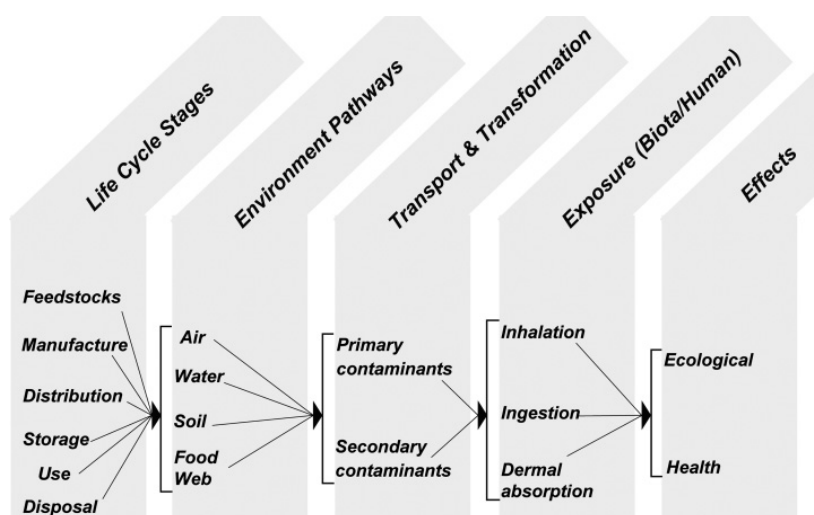 Life Cycle Stages
Environment Pathways
Transport & Transformation
Exposure (Biota/Human)
Effects
Feedstocks
Manufacture
Distribution
Storage
Use
Disposal
Air
Water
Soil
Food
Web
Primary
contaminants
Secondary
contaminants
Inhalation
Ingestion
Dermal
absorption
Ecological
Health